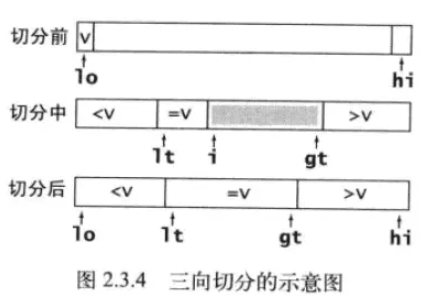 切分前 v
lo hi
切分中 <v =v >v
lt i gt
切分后 <v =v >v
lo lt gt hi
图 2.3.4 三向切分的示意图